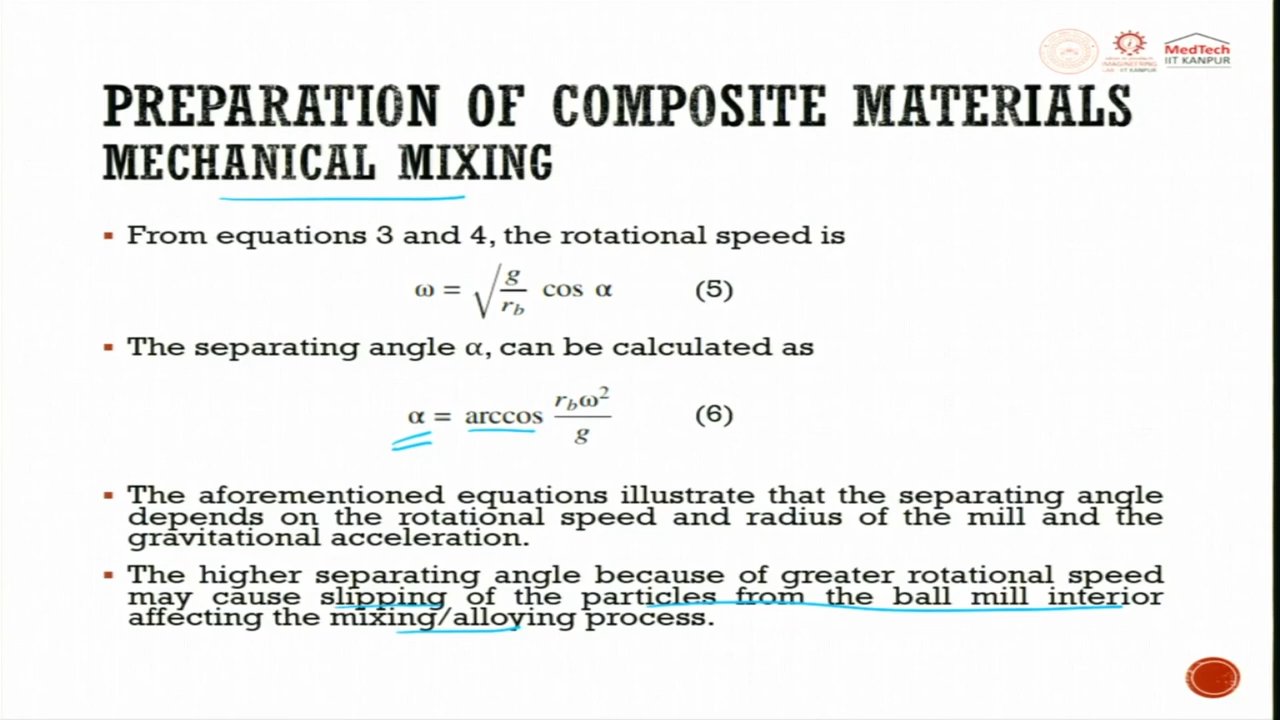 MedTech
IIT KANPUR
PREPARATION OF COMPOSITE MATERIALS
MECHANICAL MIXING
▪ From equations 3 and 4, the rotational speed is
ω = √(g/r_b) cos α (5)
▪ The separating angle α, can be calculated as
α = arccos r_bω²/g (6)
▪ The aforementioned equations illustrate that the separating angle
depends on the rotational speed and radius of the mill and the
gravitational acceleration.
▪ The higher separating angle because of greater rotational speed
may cause slipping of the particles from the ball mill interior
affecting the mixing/alloying process.